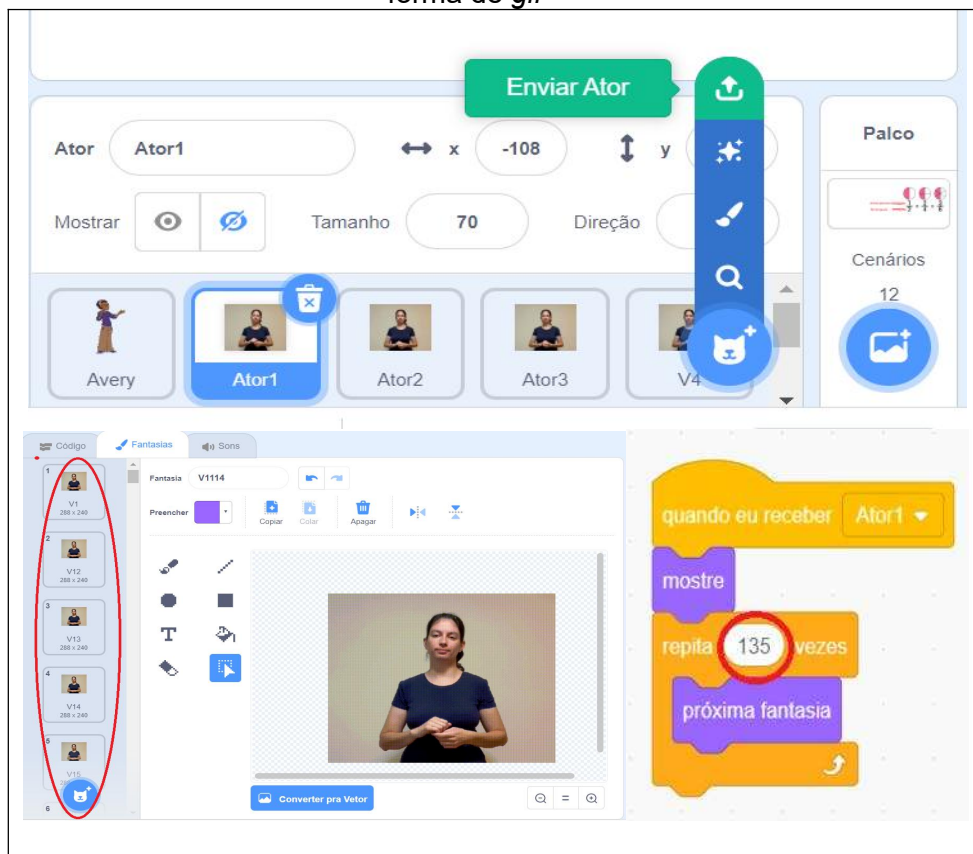 forma de gif
Enviar Ator
Ator Ator1 x -108 y
Palco
Mostrar Tamanho 70 Direção
Cenários
12
Avery Ator1 Ator2 Ator3 V4
Código Fantasias Sons
Fantasia V1114
Preencher Copiar Colar Apagar
1
V1
288 x 240
2
V12
288 x 240
3
V13
288 x 240
4
V14
288 x 240
5
V15
6
T
Converter pra Vetor
quando eu receber Ator1
mostre
repita 135 vezes
próxima fantasia